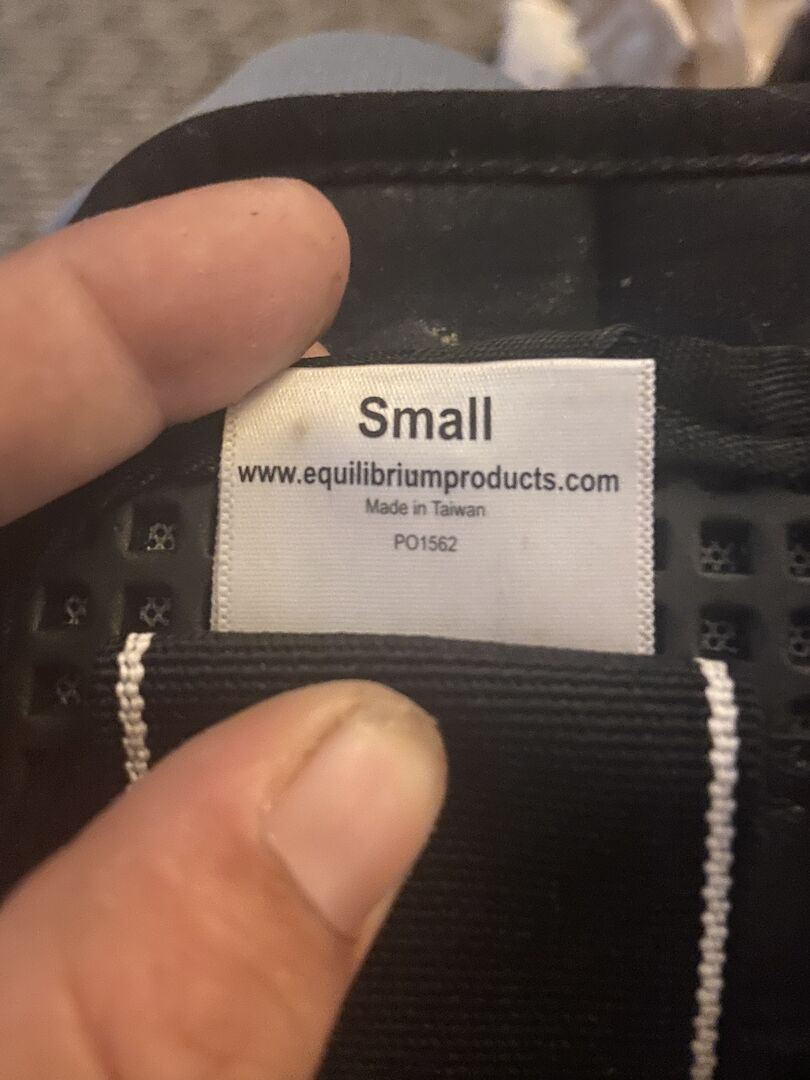 Small
www.equilibriumproducts.com
Made in Taiwan
PO1562